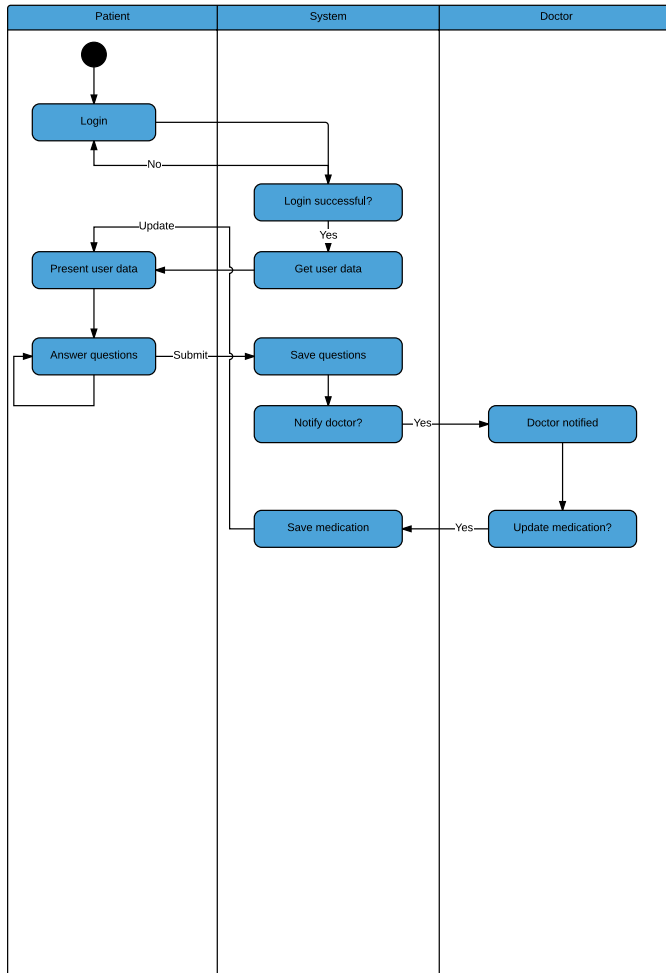 Patient
System
Doctor
Login
No
Login successful?
Update
Yes
Present user data
Get user data
Answer questions
Submit
Save questions
Notify doctor?
Yes
Doctor notified
Save medication
Yes
Update medication?